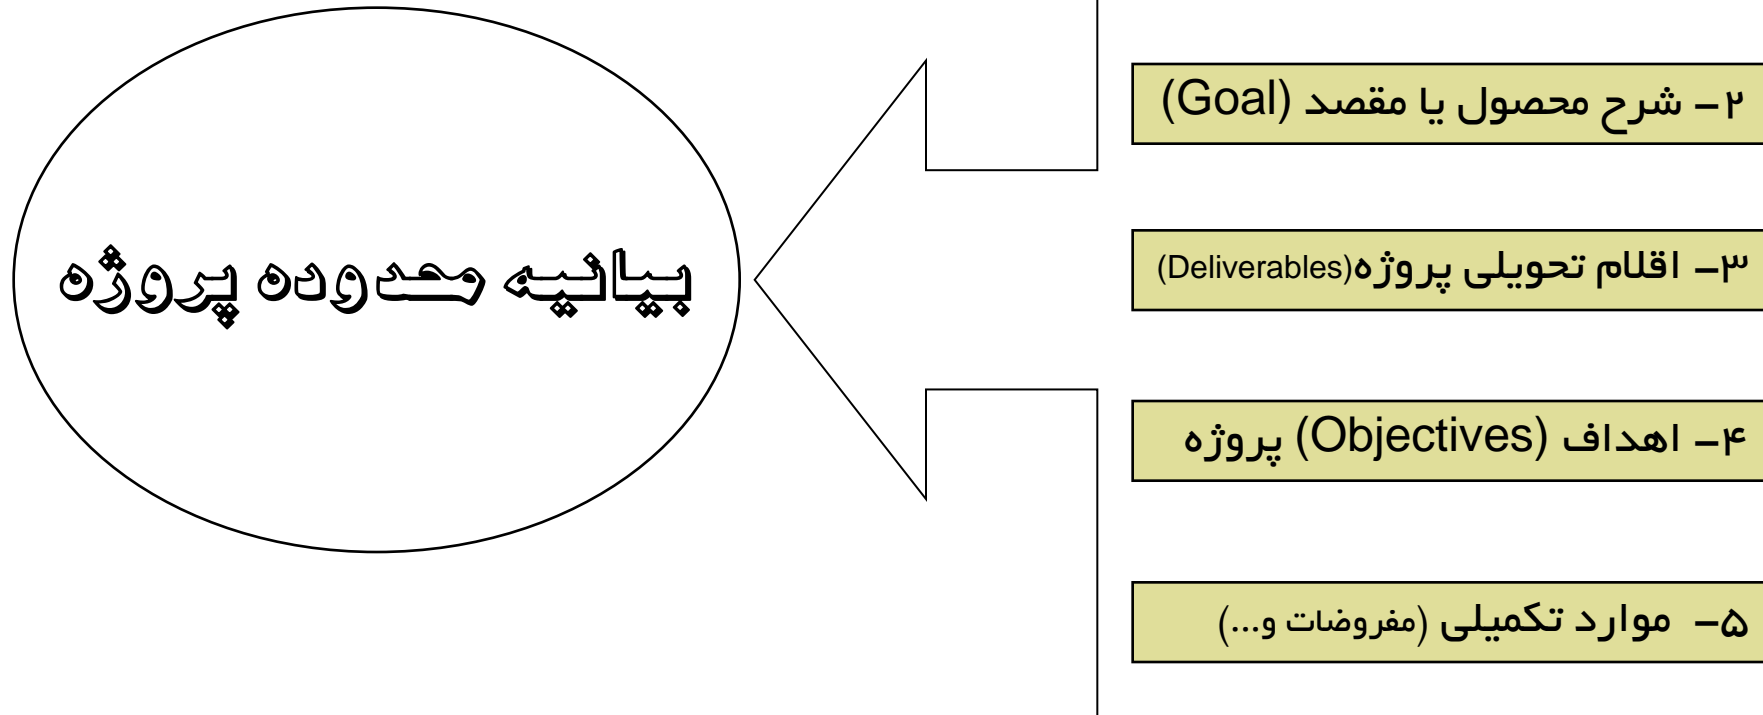 ۲– شرح محصول یا مقصد (Goal)
۳– اقلام تحویلی پروژه(Deliverables)
۴– اهداف (Objectives) پروژه
۵– موارد تکمیلی (مفروضات و...)
بیانیه محدوده پروژه